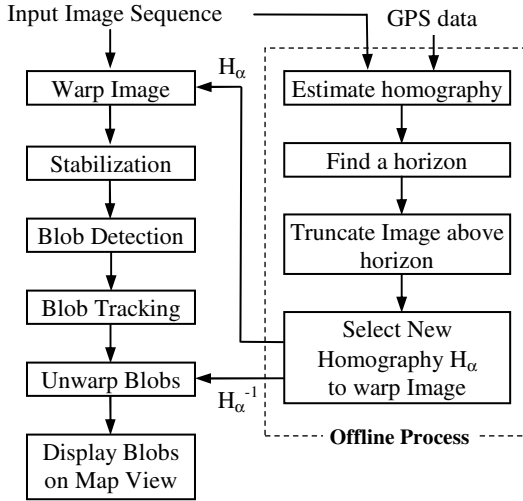 Input Image Sequence
GPS data
Warp Image
Hα
Estimate homography
Stabilization
Find a horizon
Blob Detection
Truncate Image above
horizon
Blob Tracking
Select New
Homography Hα
to warp Image
Unwarp Blobs
Hα⁻¹
Offline Process
Display Blobs
on Map View